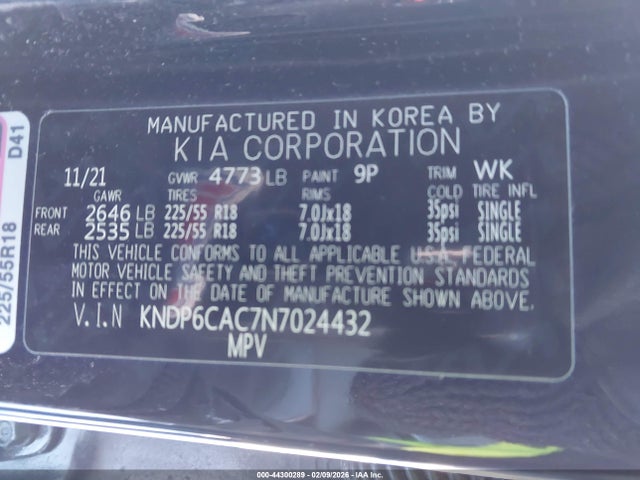 MANUFACTURED IN KOREA BY
KIA CORPORATION
11/21 GVWR 4773 LB PAINT 9P TRIM WK
GAWR TIRES RIMS COLD TIRE INFL
FRONT 2646 LB 225/55 R18 7.0Jx18 35psi SINGLE
REAR 2535 LB 225/55 R18 7.0Jx18 35psi SINGLE
THIS VEHICLE CONFORMS TO ALL APPLICABLE U.S.A. FEDERAL
MOTOR VEHICLE SAFETY AND THEFT PREVENTION STANDARDS
IN EFFECT ON THE DATE OF MANUFACTURE SHOWN ABOVE.
V.I.N KNDP6CAC7N7024432
MPV
225/55R18 D41
000-44300289 - 02/09/2026 - IAA Inc.